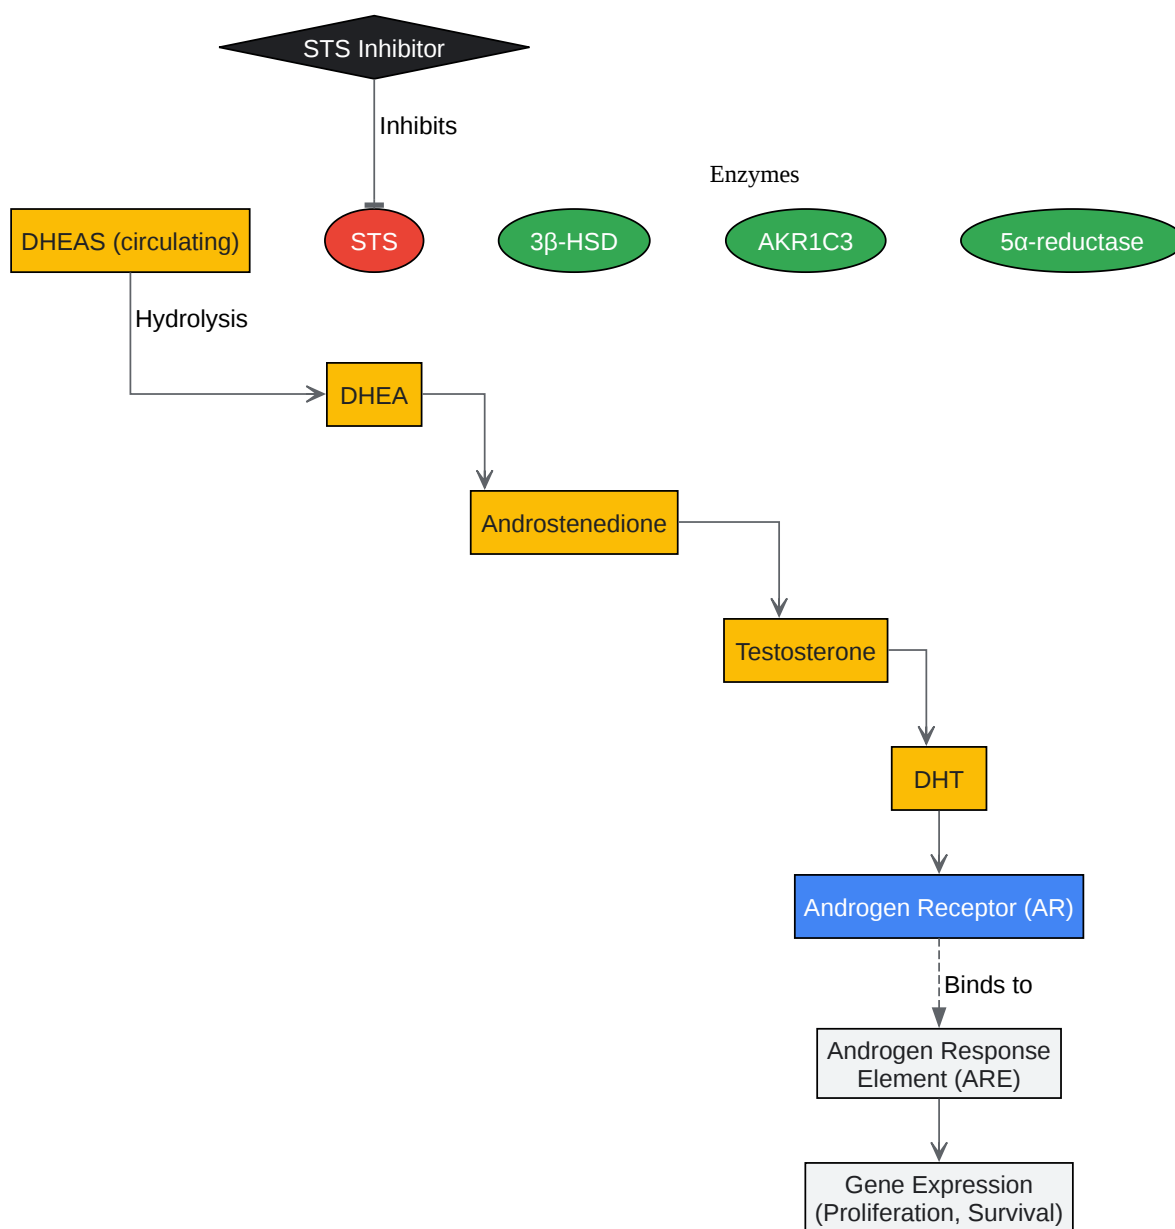 STS Inhibitor
Inhibits
Enzymes
DHEAS (circulating)
STS
3β-HSD
AKR1C3
5α-reductase
Hydrolysis
DHEA
Androstenedione
Testosterone
DHT
Androgen Receptor (AR)
Binds to
Androgen Response
Element (ARE)
Gene Expression
(Proliferation, Survival)